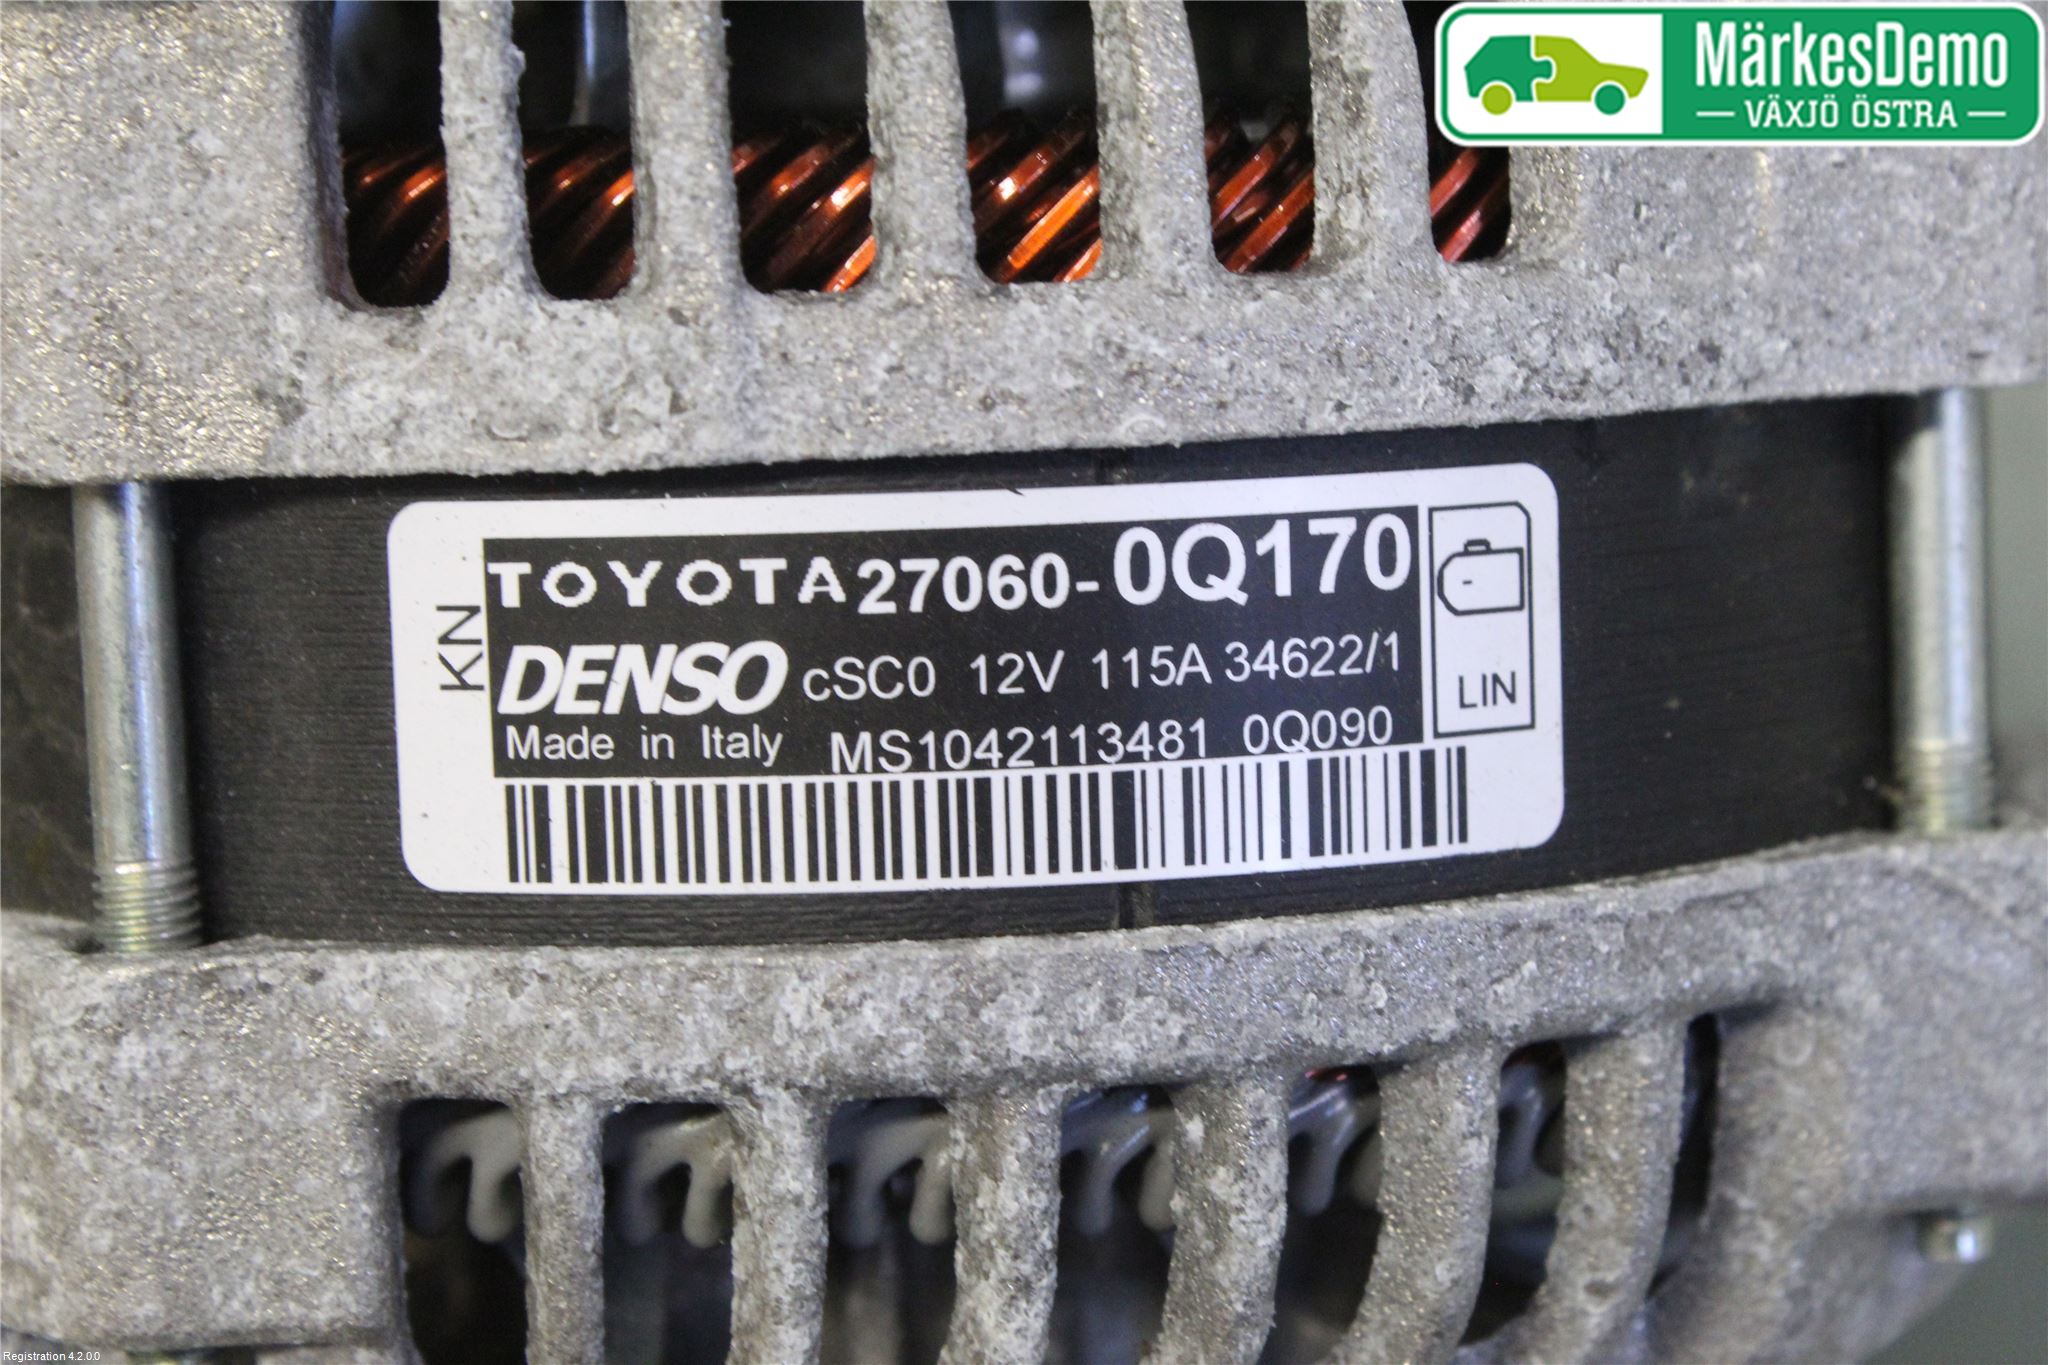 MärkesDemo
VÄXJÖ ÖSTRA
TOYOTA 27060-0Q170
KN
DENSO cSC0 12V 115A 34622/1
LIN
Made in Italy MS1042113481 0Q090
Registration 4.2.0.0